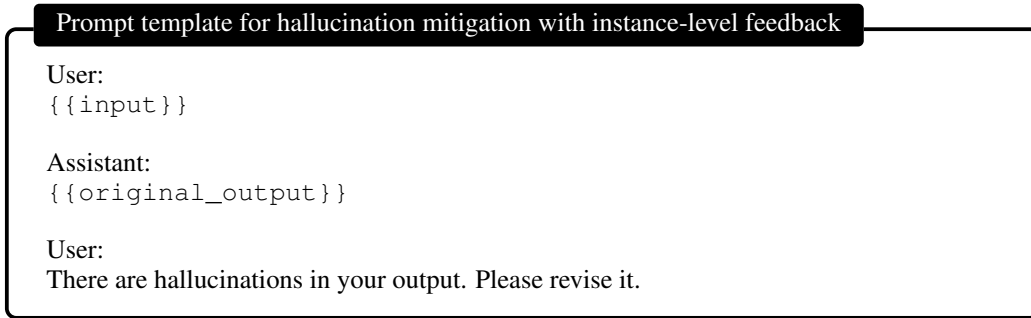 Prompt template for hallucination mitigation with instance-level feedback
User:
{{input}}
Assistant:
{{original_output}}
User:
There are hallucinations in your output. Please revise it.